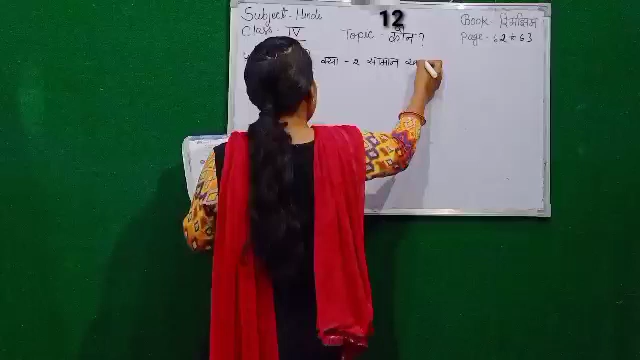 Subject - Hindi
12
Book - रिमझिम
Class - IV
Topic - कौन?
Page - 62 & 63
क्या - 2 सामान